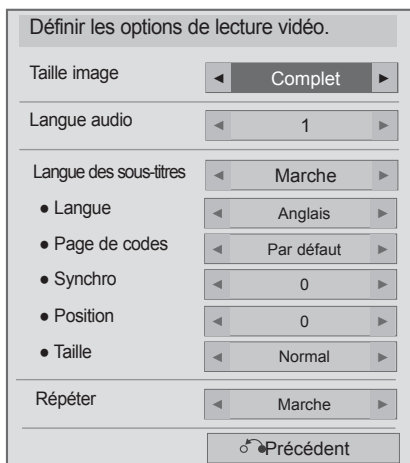 Définir les options de lecture vidéo.
Taille image ◄ Complet ►
Langue audio ◄ 1 ►
Langue des sous-titres ◄ Marche ►
● Langue ◄ Anglais ►
● Page de codes ◄ Par défaut ►
● Synchro ◄ 0 ►
● Position ◄ 0 ►
● Taille ◄ Normal ►
Répéter ◄ Marche ►
Précédent